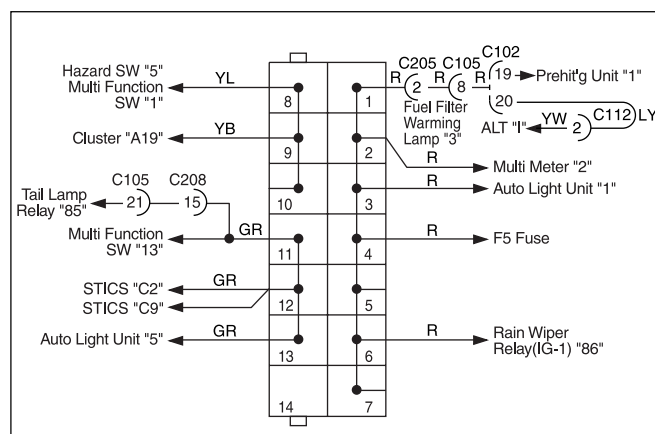 Hazard SW "5"
Multi Function
SW "1"
YL
8
1
R
C205
2
R
C105
8
R
C102
19
Prehit'g Unit "1"
20
Fuel Filter
Warming
Lamp "3"
ALT "I"
YW
2
C112
LY
Cluster "A19"
YB
9
2
R
Multi Meter "2"
R
Auto Light Unit "1"
10
3
Tail Lamp
Relay "85"
C105
21
C208
15
Multi Function
SW "13"
GR
11
4
R
F5 Fuse
STICS "C2"
GR
STICS "C9"
12
5
Auto Light Unit "5"
GR
13
6
R
Rain Wiper
Relay(IG-1) "86"
14
7